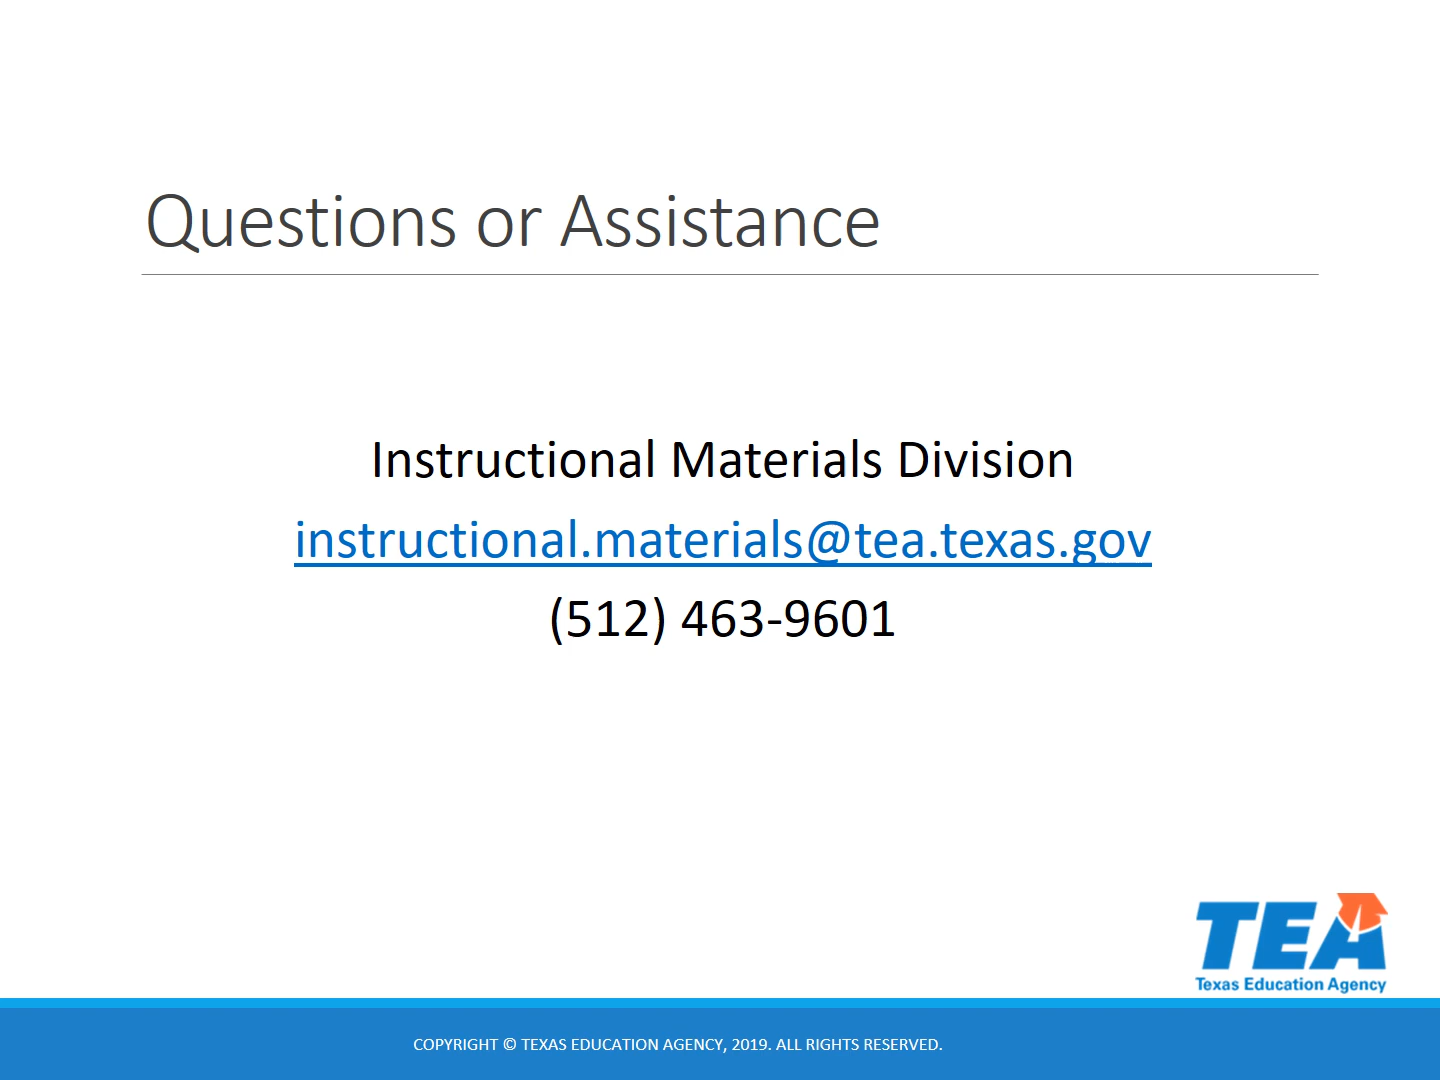 Questions or Assistance
Instructional Materials Division
instructional.materials@tea.texas.gov
(512) 463-9601
TEA
Texas Education Agency
COPYRIGHT © TEXAS EDUCATION AGENCY, 2019. ALL RIGHTS RESERVED.